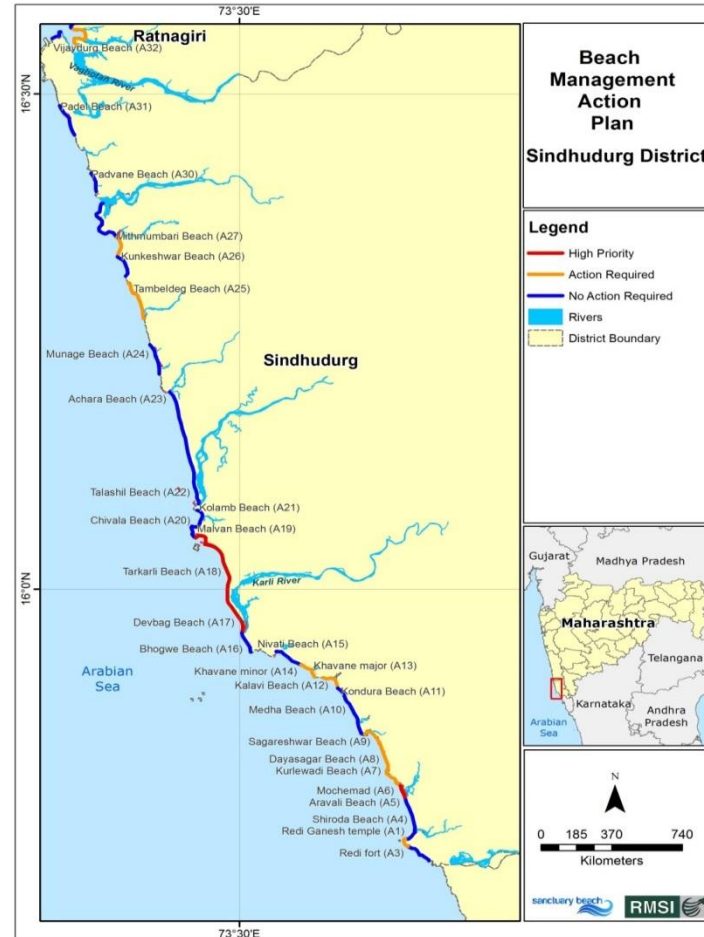 73°30'E
Ratnagiri
Vijaydurg Beach (A32)
Vaghotan River
16°30'N
Padel Beach (A31)
Padvane Beach (A30)
Mithmumbari Beach (A27)
Kunkeshwar Beach (A26)
Tambeldeg Beach (A25)
Munage Beach (A24)
Sindhudurg
Achara Beach (A23)
Talashil Beach (A22)
Kolamb Beach (A21)
Chivala Beach (A20)
Malvan Beach (A19)
Tarkarli Beach (A18)
Karli River
16°0'N
Devbag Beach (A17)
Bhogwe Beach (A16)
Nivati Beach (A15)
Khavane minor (A14)
Khavane major (A13)
Arabian
Sea
Kalavi Beach (A12)
Kondura Beach (A11)
Medha Beach (A10)
Sagareshwar Beach (A9)
Dayasagar Beach (A8)
Kurlewadi Beach (A7)
Mochemad (A6)
Aravali Beach (A5)
Shiroda Beach (A4)
Redi Ganesh temple (A1)
Redi fort (A3)
73°30'E
Beach
Management
Action
Plan
Sindhudurg District
Legend
High Priority
Action Required
No Action Required
Rivers
District Boundary
Gujarat
Madhya Pradesh
Maharashtra
Telangana
Karnataka
Andhra
Pradesh
Arabian
Sea
N
0 185 370 740
Kilometers
sanctuary beach
RMSI